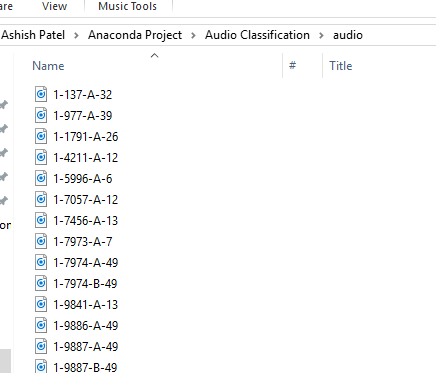 are View Music Tools
Ashish Patel Anaconda Project Audio Classification audio
Name # Title
1-137-A-32
1-977-A-39
1-1791-A-26
1-4211-A-12
1-5996-A-6
1-7057-A-12
or 1-7456-A-13
1-7973-A-7
1-7974-A-49
1-7974-B-49
1-9841-A-13
1-9886-A-49
1-9887-A-49
1-9887-B-49